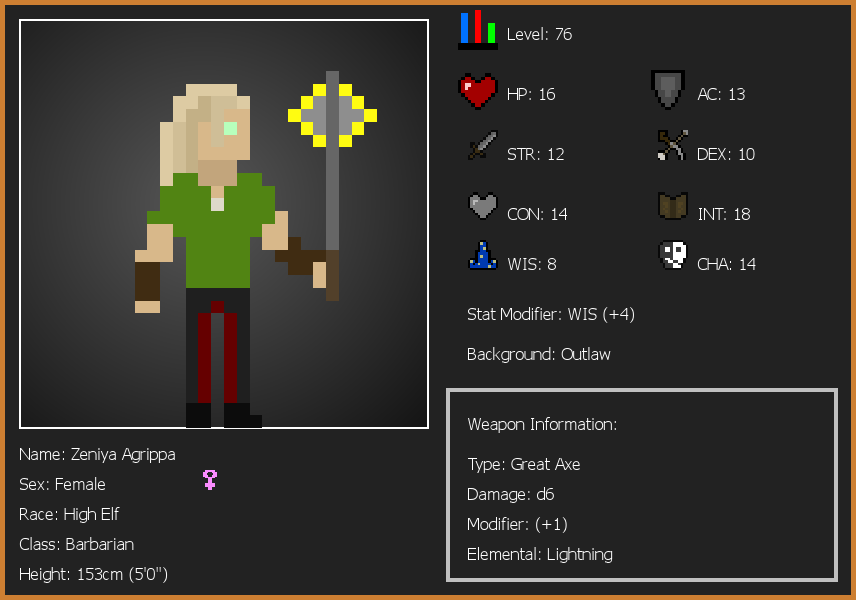 Level: 76
HP: 16
AC: 13
STR: 12
DEX: 10
CON: 14
INT: 18
WIS: 8
CHA: 14
Stat Modifier: WIS (+4)
Background: Outlaw
Weapon Information:
Type: Great Axe
Damage: d6
Modifier: (+1)
Elemental: Lightning
Name: Zeniya Agrippa
Sex: Female
Race: High Elf
Class: Barbarian
Height: 153cm (5'0")